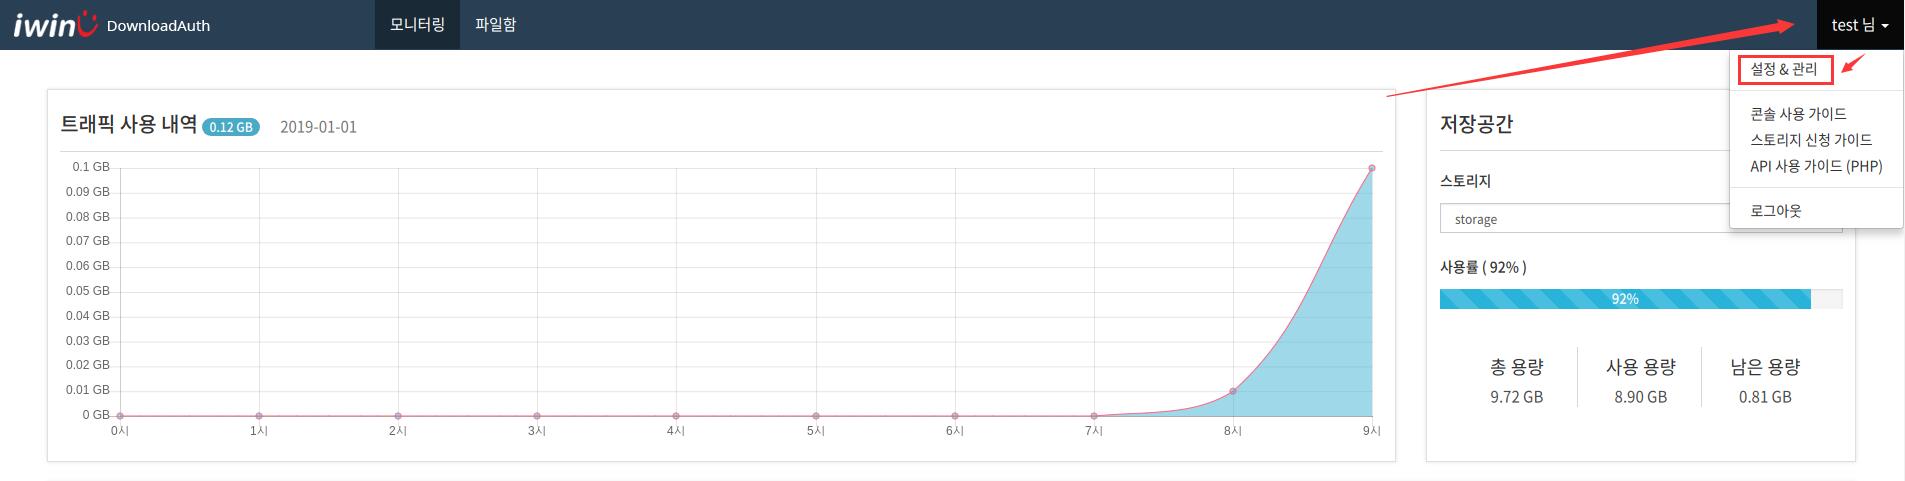 iwinU DownloadAuth 모니터링 파일함 test 님
설정 & 관리
콘솔 사용 가이드
스토리지 신청 가이드
API 사용 가이드 (PHP)
로그아웃
트래픽 사용 내역 0.12 GB 2019-01-01
0.1 GB
0.09 GB
0.08 GB
0.07 GB
0.06 GB
0.05 GB
0.04 GB
0.03 GB
0.02 GB
0.01 GB
0 GB
0시 1시 2시 3시 4시 5시 6시 7시 8시 9시
저장공간
스토리지
storage
사용률 ( 92% )
92%
총 용량 사용 용량 남은 용량
9.72 GB 8.90 GB 0.81 GB